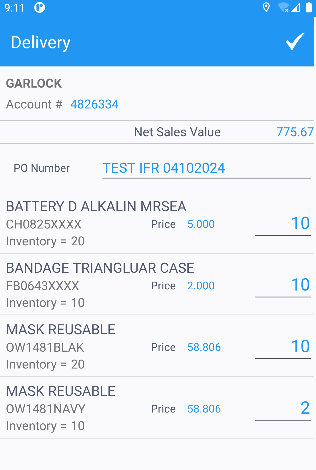 9:11
Delivery
GARLOCK
Account # 4826334
Net Sales Value 775.67
PO Number TEST IFR 04102024
BATTERY D ALKALIN MRSEA
CH0825XXXX Price 5.000 10
Inventory = 20
BANDAGE TRIANGLUAR CASE
FB0643XXXX Price 2.000 10
Inventory = 10
MASK REUSABLE
OW1481BLAK Price 58.806 10
Inventory = 20
MASK REUSABLE
OW1481NAVY Price 58.806 2
Inventory = 10